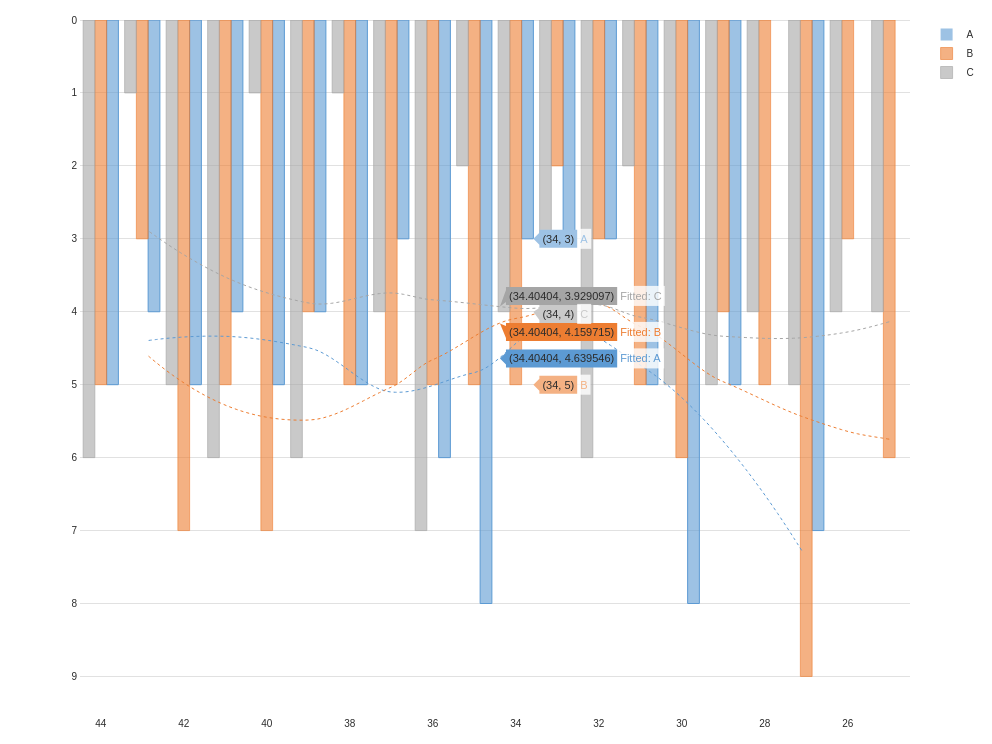 0
1
2
3
4
5
6
7
8
9
44
42
40
38
36
34
32
30
28
26
(34, 3) A
(34.40404, 3.929097) Fitted: C
(34, 4) C
(34.40404, 4.159715) Fitted: B
(34.40404, 4.639546) Fitted: A
(34, 5) B
A
B
C